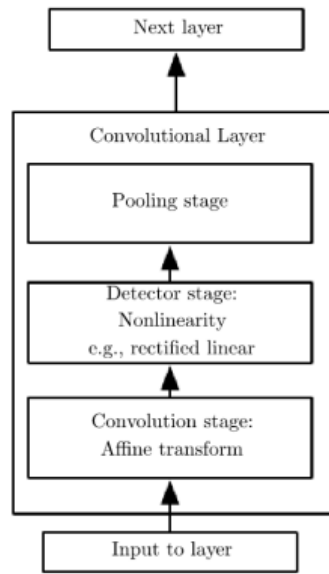 Next layer
Convolutional Layer
Pooling stage
Detector stage:
Nonlinearity
e.g., rectified linear
Convolution stage:
Affine transform
Input to layer